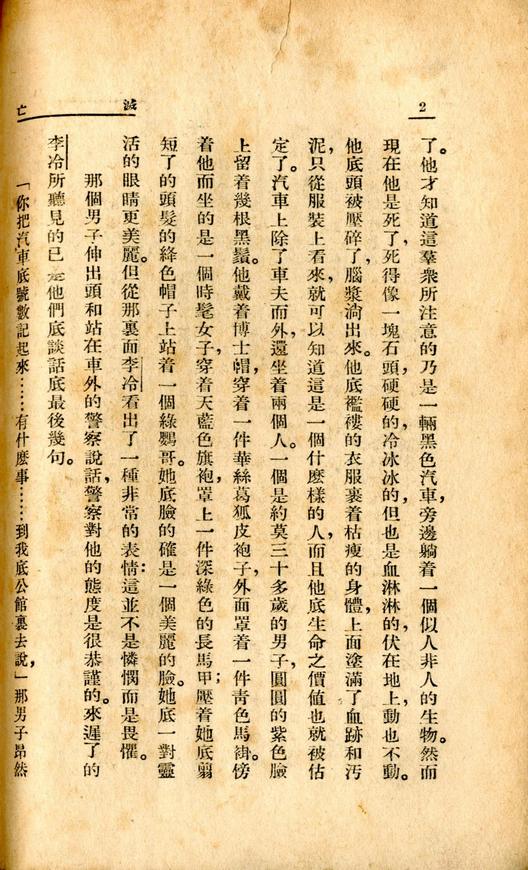 2
滅亡
了。他才知道這羣衆所注意的乃是一輛黑色汽車,旁邊躺着一個似人非人的生物。然而
現在他是死了,死得像一塊石頭,硬硬的,冷冰冰的,但也是血淋淋的伏在地上,動也不動。
他底頭被壓碎了,腦漿淌出來。他底襤褸的衣服裹着枯瘦的身體,上面塗滿了血跡和汚
泥,只從服裝上看來,就可以知道這是一個什麽樣的人,而且他底生命之價値也就被估
定了。汽車上除了車夫而外,還坐着兩個人。一個是約莫三十多歲的男子,圓圓的紫色臉
上留着幾根黑鬚。他戴着博士帽,穿着一件華絲葛狐皮袍子,外面罩着一件靑色馬褂。傍
着他而坐的是一個時髦女子,穿着天藍色旗袍,罩上一件深綠色的長馬甲;壓着她底翦
短了的頭髮的絳色帽子上站着一個綠鸚哥。她底臉的確是一個美麗的臉。她底一對靈
活的眼睛更美麗。但從那裏面李冷看出了一種非常的表情:這並不是憐憫而是畏懼。
那個男子伸出頭和站在車外的警察說話,警察對他的態度是很恭謹的。來遲了的
李冷所聽見的已是他們底談話底最後幾句。
「你把汽車底號數記起來……有什麽事……到我底公館裏去說,」那男子昂然